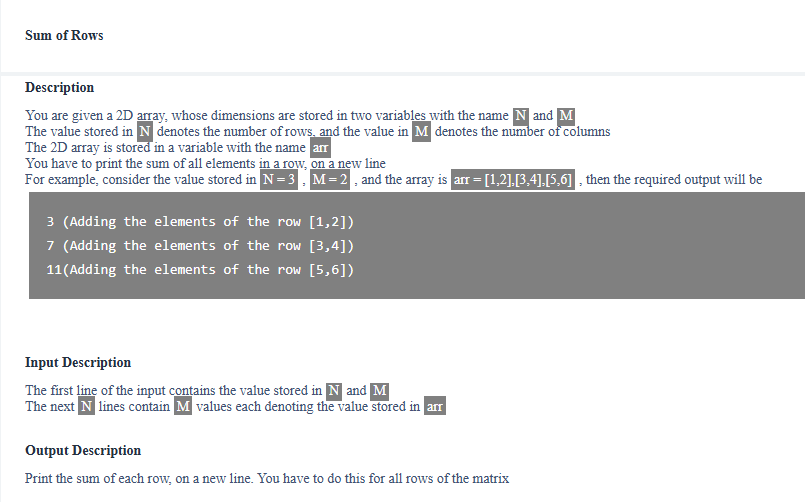 Sum of Rows
Description
You are given a 2D array, whose dimensions are stored in two variables with the name N and M
The value stored in N denotes the number of rows, and the value in M denotes the number of columns
The 2D array is stored in a variable with the name arr
You have to print the sum of all elements in a row, on a new line
For example, consider the value stored in N = 3 , M = 2 , and the array is arr = [1,2],[3,4],[5,6] , then the required output will be
3 (Adding the elements of the row [1,2])
7 (Adding the elements of the row [3,4])
11(Adding the elements of the row [5,6])
Input Description
The first line of the input contains the value stored in N and M
The next N lines contain M values each denoting the value stored in arr
Output Description
Print the sum of each row, on a new line. You have to do this for all rows of the matrix